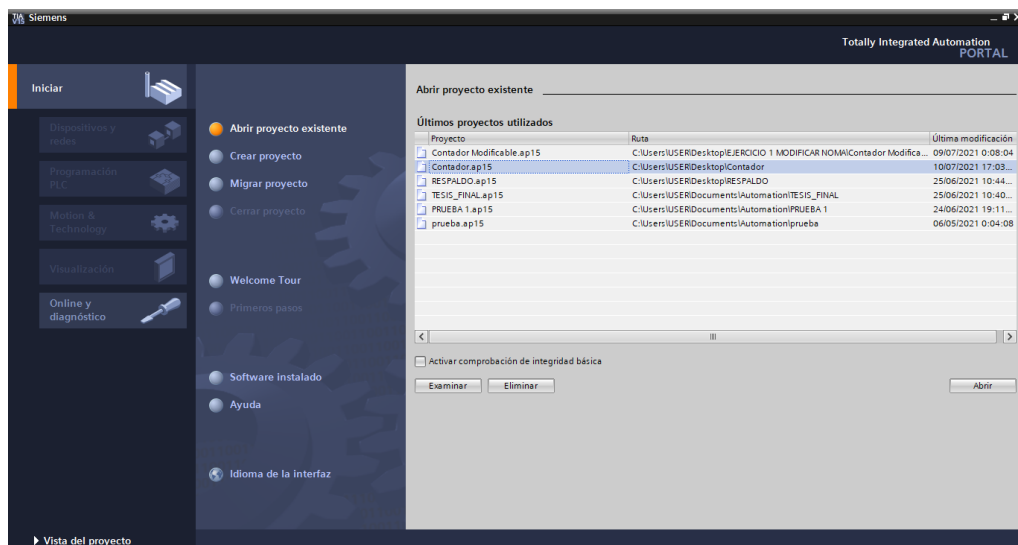 TIA V15 Siemens
Totally Integrated Automation
PORTAL
Iniciar
Dispositivos y
redes
Programación
PLC
Motion &
Technology
Visualización
Online y
diagnóstico
Vista del proyecto
Abrir proyecto existente
Crear proyecto
Migrar proyecto
Cerrar proyecto
Welcome Tour
Primeros pasos
Software instalado
Ayuda
Idioma de la interfaz
Abrir proyecto existente
Últimos proyectos utilizados
Proyecto Ruta Última modificación
Contador Modificable.ap15 C:\Users\USER\Desktop\EJERCICIO 1 MODIFICAR NOMA\Contador Modifica... 09/07/2021 0:08:04
Contador.ap15 C:\Users\USER\Desktop\Contador 10/07/2021 17:03...
RESPALDO.ap15 C:\Users\USER\Desktop\RESPALDO 25/06/2021 10:44...
TESIS_FINAL.ap15 C:\Users\USER\Documents\Automation\TESIS_FINAL 25/06/2021 10:40...
PRUEBA 1.ap15 C:\Users\USER\Documents\Automation\PRUEBA 1 24/06/2021 19:11...
prueba.ap15 C:\Users\USER\Documents\Automation\prueba 06/05/2021 0:04:08
Activar comprobación de integridad básica
Examinar Eliminar Abrir